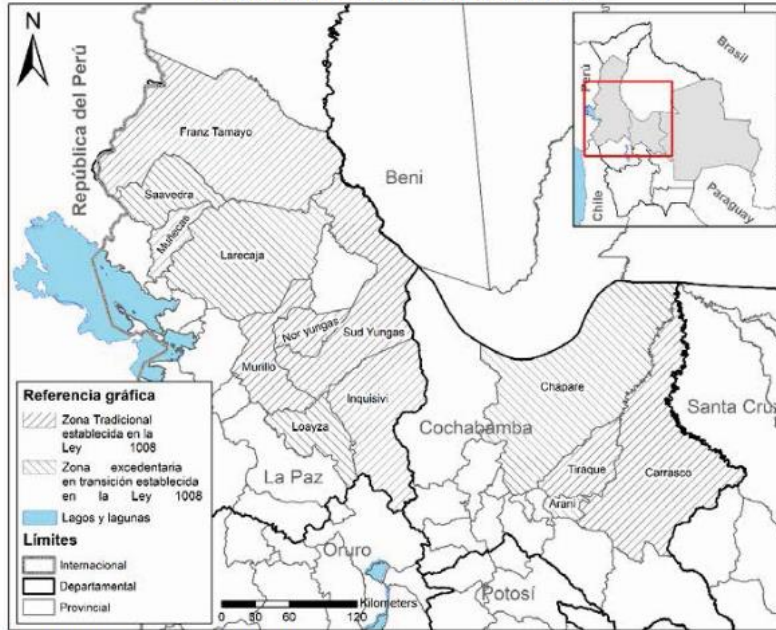 N
República del Perú
Franz Tamayo
Saavedra
Muñecas
Larecaja
Beni
Nor yungas
Sud Yungas
Murillo
Inquisivi
Loayza
La Paz
Oruro
Cochabamba
Chapare
Tiraque
Arani
Carrasco
Santa Cruz
Potosí
Perú
Brasil
Chile
Paraguay
Referencia gráfica
Zona Tradicional
establecida en la
Ley 1008
Zona excedentaria
en transición establecida
en la Ley 1008
Lagos y lagunas
Límites
Internacional
Departamental
Provincial
Kilometers
0 30 60 120